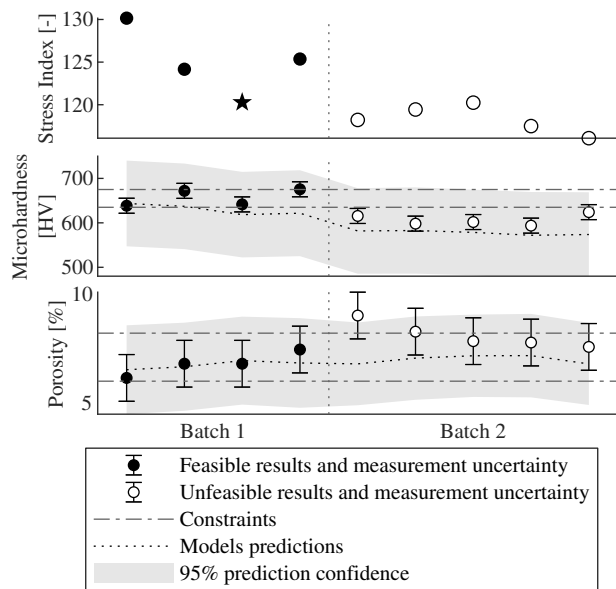 Stress Index [-]
130
125
120
Microhardness
[HV]
700
600
500
Porosity [%]
10
5
Batch 1
Batch 2
Feasible results and measurement uncertainty
Unfeasible results and measurement uncertainty
Constraints
Models predictions
95% prediction confidence